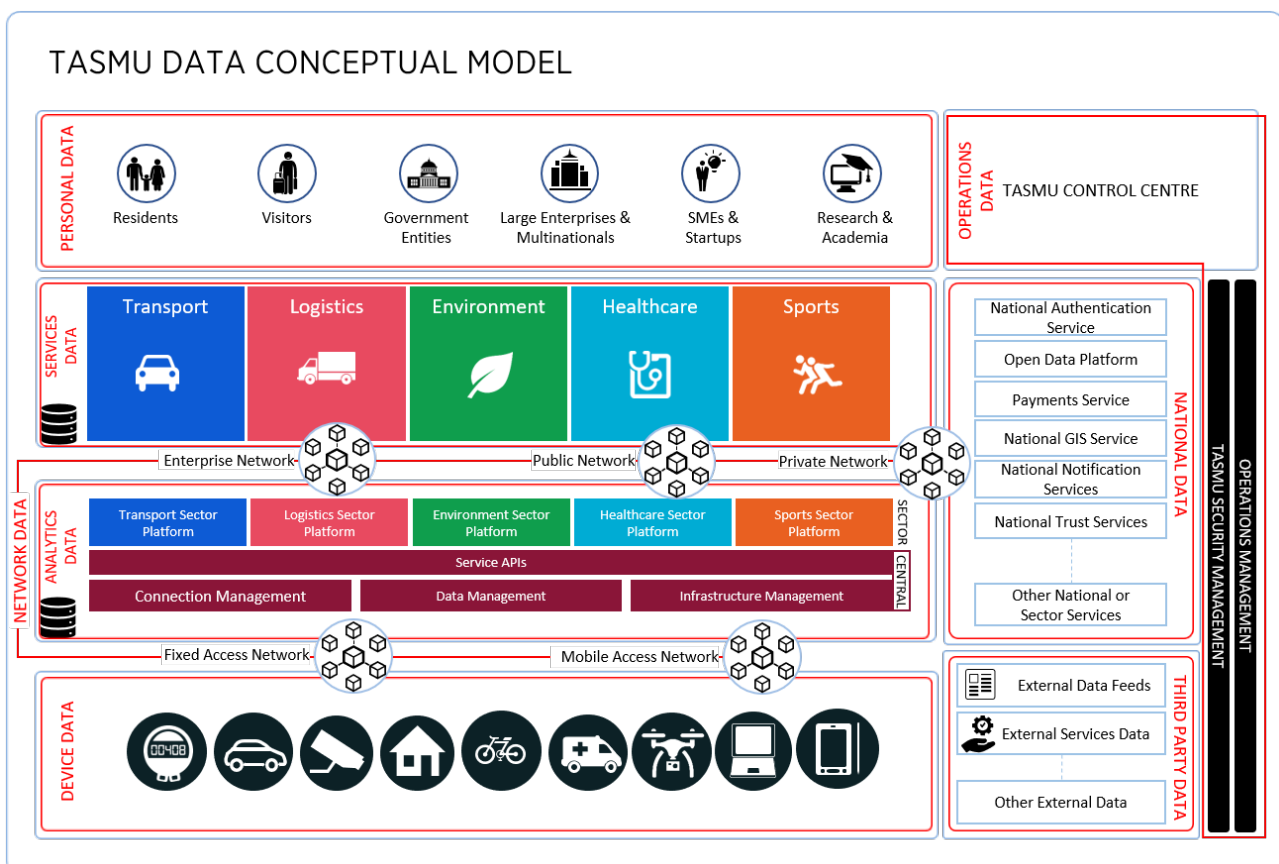 TASMU DATA CONCEPTUAL MODEL
PERSONAL DATA
Residents
Visitors
Government
Entities
Large Enterprises &
Multinationals
SMEs &
Startups
Research &
Academia
OPERATIONS
DATA
TASMU CONTROL CENTRE
SERVICES
DATA
Transport
Logistics
Environment
Healthcare
Sports
Enterprise Network
Public Network
Private Network
NETWORK DATA
ANALYTICS
DATA
Transport Sector
Platform
Logistics Sector
Platform
Environment Sector
Platform
Healthcare Sector
Platform
Sports Sector
Platform
SECTOR
Service APIs
CENTRAL
Connection Management
Data Management
Infrastructure Management
Fixed Access Network
Mobile Access Network
DEVICE DATA
00408
National Authentication
Service
Open Data Platform
Payments Service
National GIS Service
National Notification
Services
National Trust Services
Other National or
Sector Services
NATIONAL DATA
External Data Feeds
External Services Data
Other External Data
THIRD PARTY DATA
TASMU SECURITY MANAGEMENT
OPERATIONS MANAGEMENT